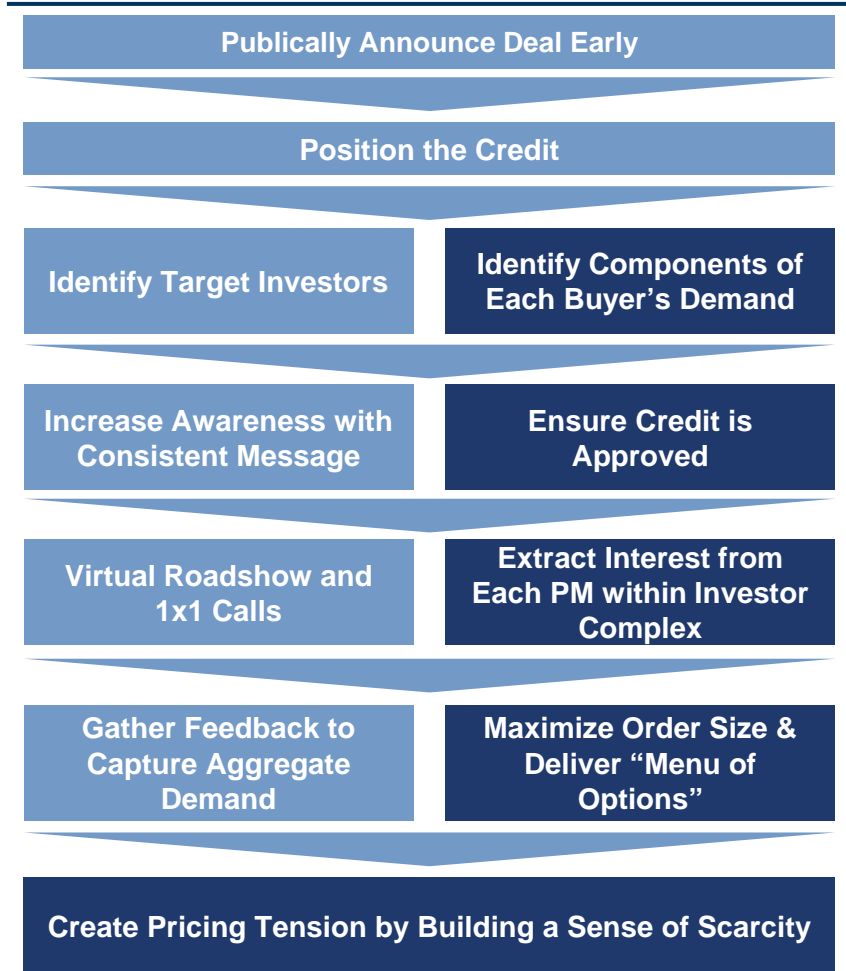 Publically Announce Deal Early
Position the Credit
Identify Target Investors
Identify Components of
Each Buyer’s Demand
Increase Awareness with
Consistent Message
Ensure Credit is
Approved
Virtual Roadshow and
1x1 Calls
Extract Interest from
Each PM within Investor
Complex
Gather Feedback to
Capture Aggregate
Demand
Maximize Order Size &
Deliver “Menu of
Options”
Create Pricing Tension by Building a Sense of Scarcity